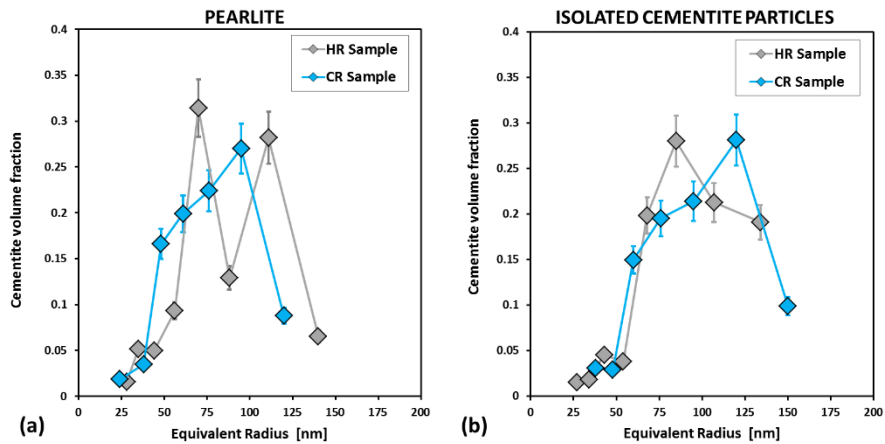 PEARLITE
HR Sample
CR Sample
Cementite volume fraction
0.4
0.35
0.3
0.25
0.2
0.15
0.1
0.05
0
0 25 50 75 100 125 150 175 200
(a)
Equivalent Radius [nm]
ISOLATED CEMENTITE PARTICLES
HR Sample
CR Sample
Cementite volume fraction
0.4
0.35
0.3
0.25
0.2
0.15
0.1
0.05
0
0 25 50 75 100 125 150 175 200
(b)
Equivalent Radius [nm]